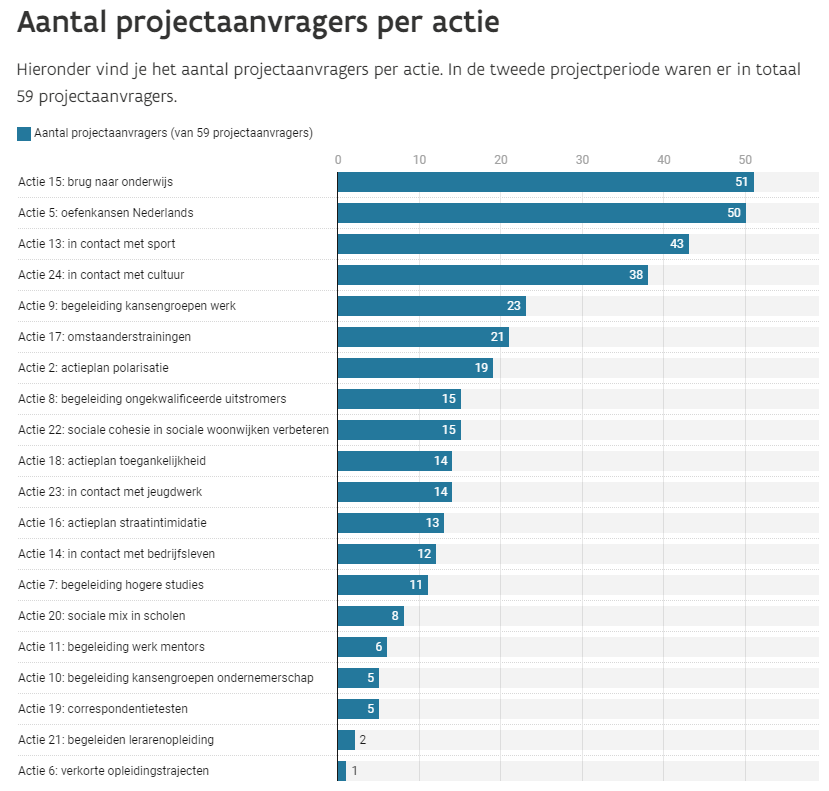 Aantal projectaanvragers per actie
Hieronder vind je het aantal projectaanvragers per actie. In de tweede projectperiode waren er in totaal
59 projectaanvragers.
Aantal projectaanvragers (van 59 projectaanvragers)
0 10 20 30 40 50
Actie 15: brug naar onderwijs 51
Actie 5: oefenkansen Nederlands 50
Actie 13: in contact met sport 43
Actie 24: in contact met cultuur 38
Actie 9: begeleiding kansengroepen werk 23
Actie 17: omstaanderstrainingen 21
Actie 2: actieplan polarisatie 19
Actie 8: begeleiding ongekwalificeerde uitstromers 15
Actie 22: sociale cohesie in sociale woonwijken verbeteren 15
Actie 18: actieplan toegankelijkheid 14
Actie 23: in contact met jeugdwerk 14
Actie 16: actieplan straatintimidatie 13
Actie 14: in contact met bedrijfsleven 12
Actie 7: begeleiding hogere studies 11
Actie 20: sociale mix in scholen 8
Actie 11: begeleiding werk mentors 6
Actie 10: begeleiding kansengroepen ondernemerschap 5
Actie 19: correspondentietesten 5
Actie 21: begeleiden lerarenopleiding 2
Actie 6: verkorte opleidingstrajecten 1